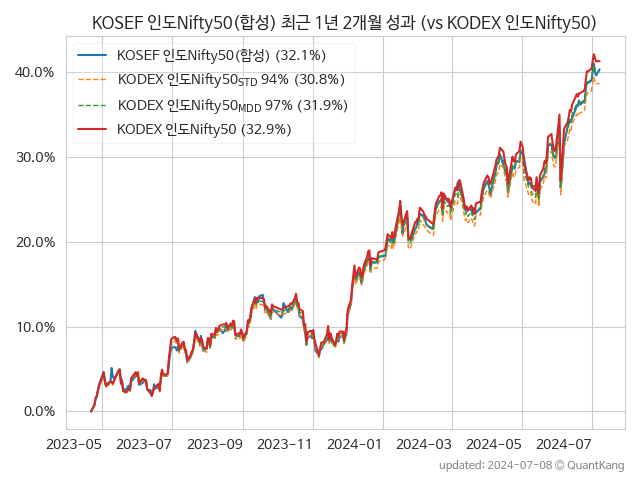 KOSEF 인도Nifty50(합성) 최근 1년 2개월 성과 (vs KODEX 인도Nifty50)
KOSEF 인도Nifty50(합성) (32.1%)
KODEX 인도Nifty50STD 94% (30.8%)
KODEX 인도Nifty50MDD 97% (31.9%)
KODEX 인도Nifty50 (32.9%)
40.0%
30.0%
20.0%
10.0%
0.0%
2023-05 2023-07 2023-09 2023-11 2024-01 2024-03 2024-05 2024-07
updated: 2024-07-08 © QuantKang